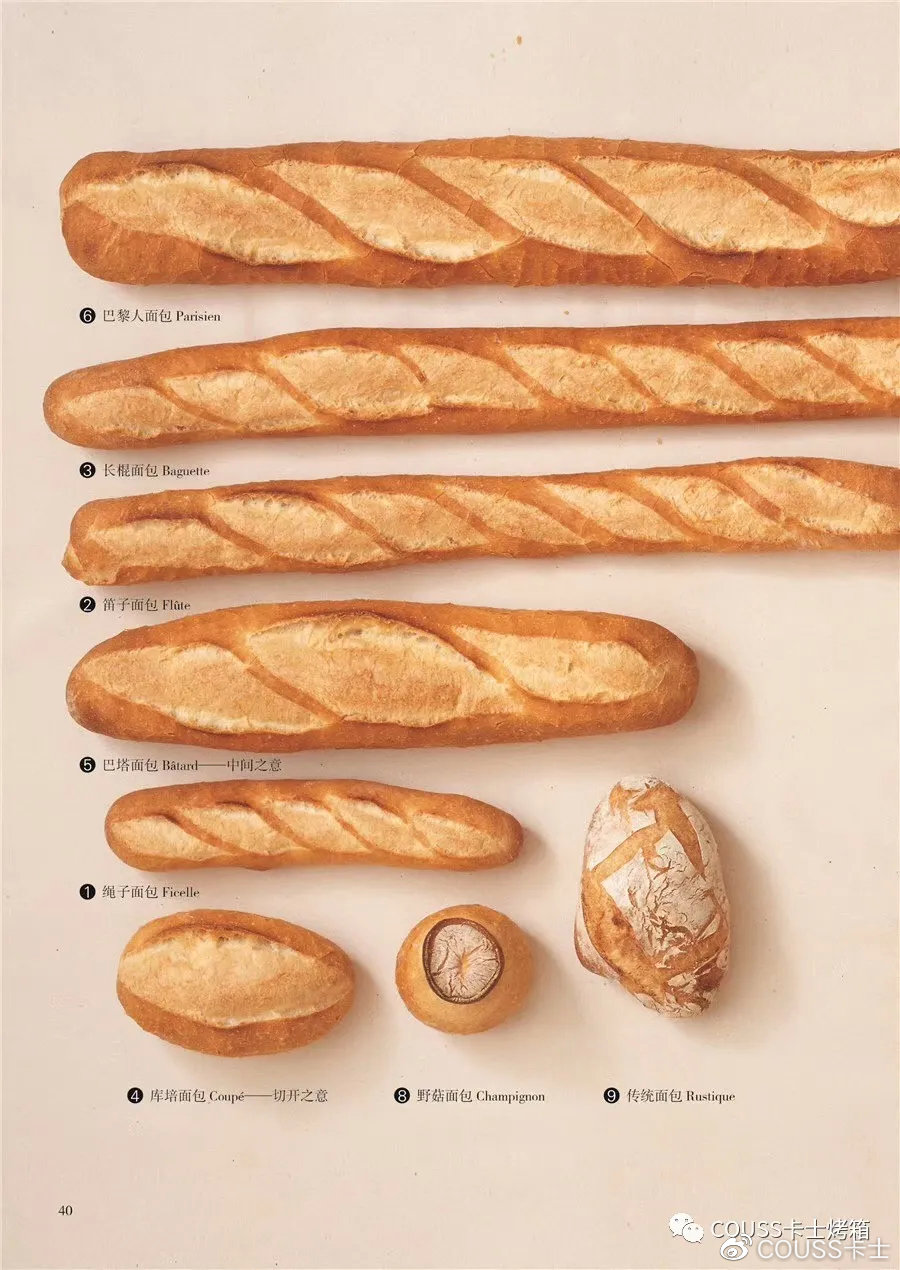 ❻ 巴黎人面包 Parisien
❸ 长棍面包 Baguette
❷ 笛子面包 Flûte
❺ 巴塔面包 Bâtard——中间之意
❶ 绳子面包 Ficelle
❹ 库培面包 Coupé——切开之意
❽ 野菇面包 Champignon
❾ 传统面包 Rustique
40
COUSS卡士烤箱
COUSS卡士